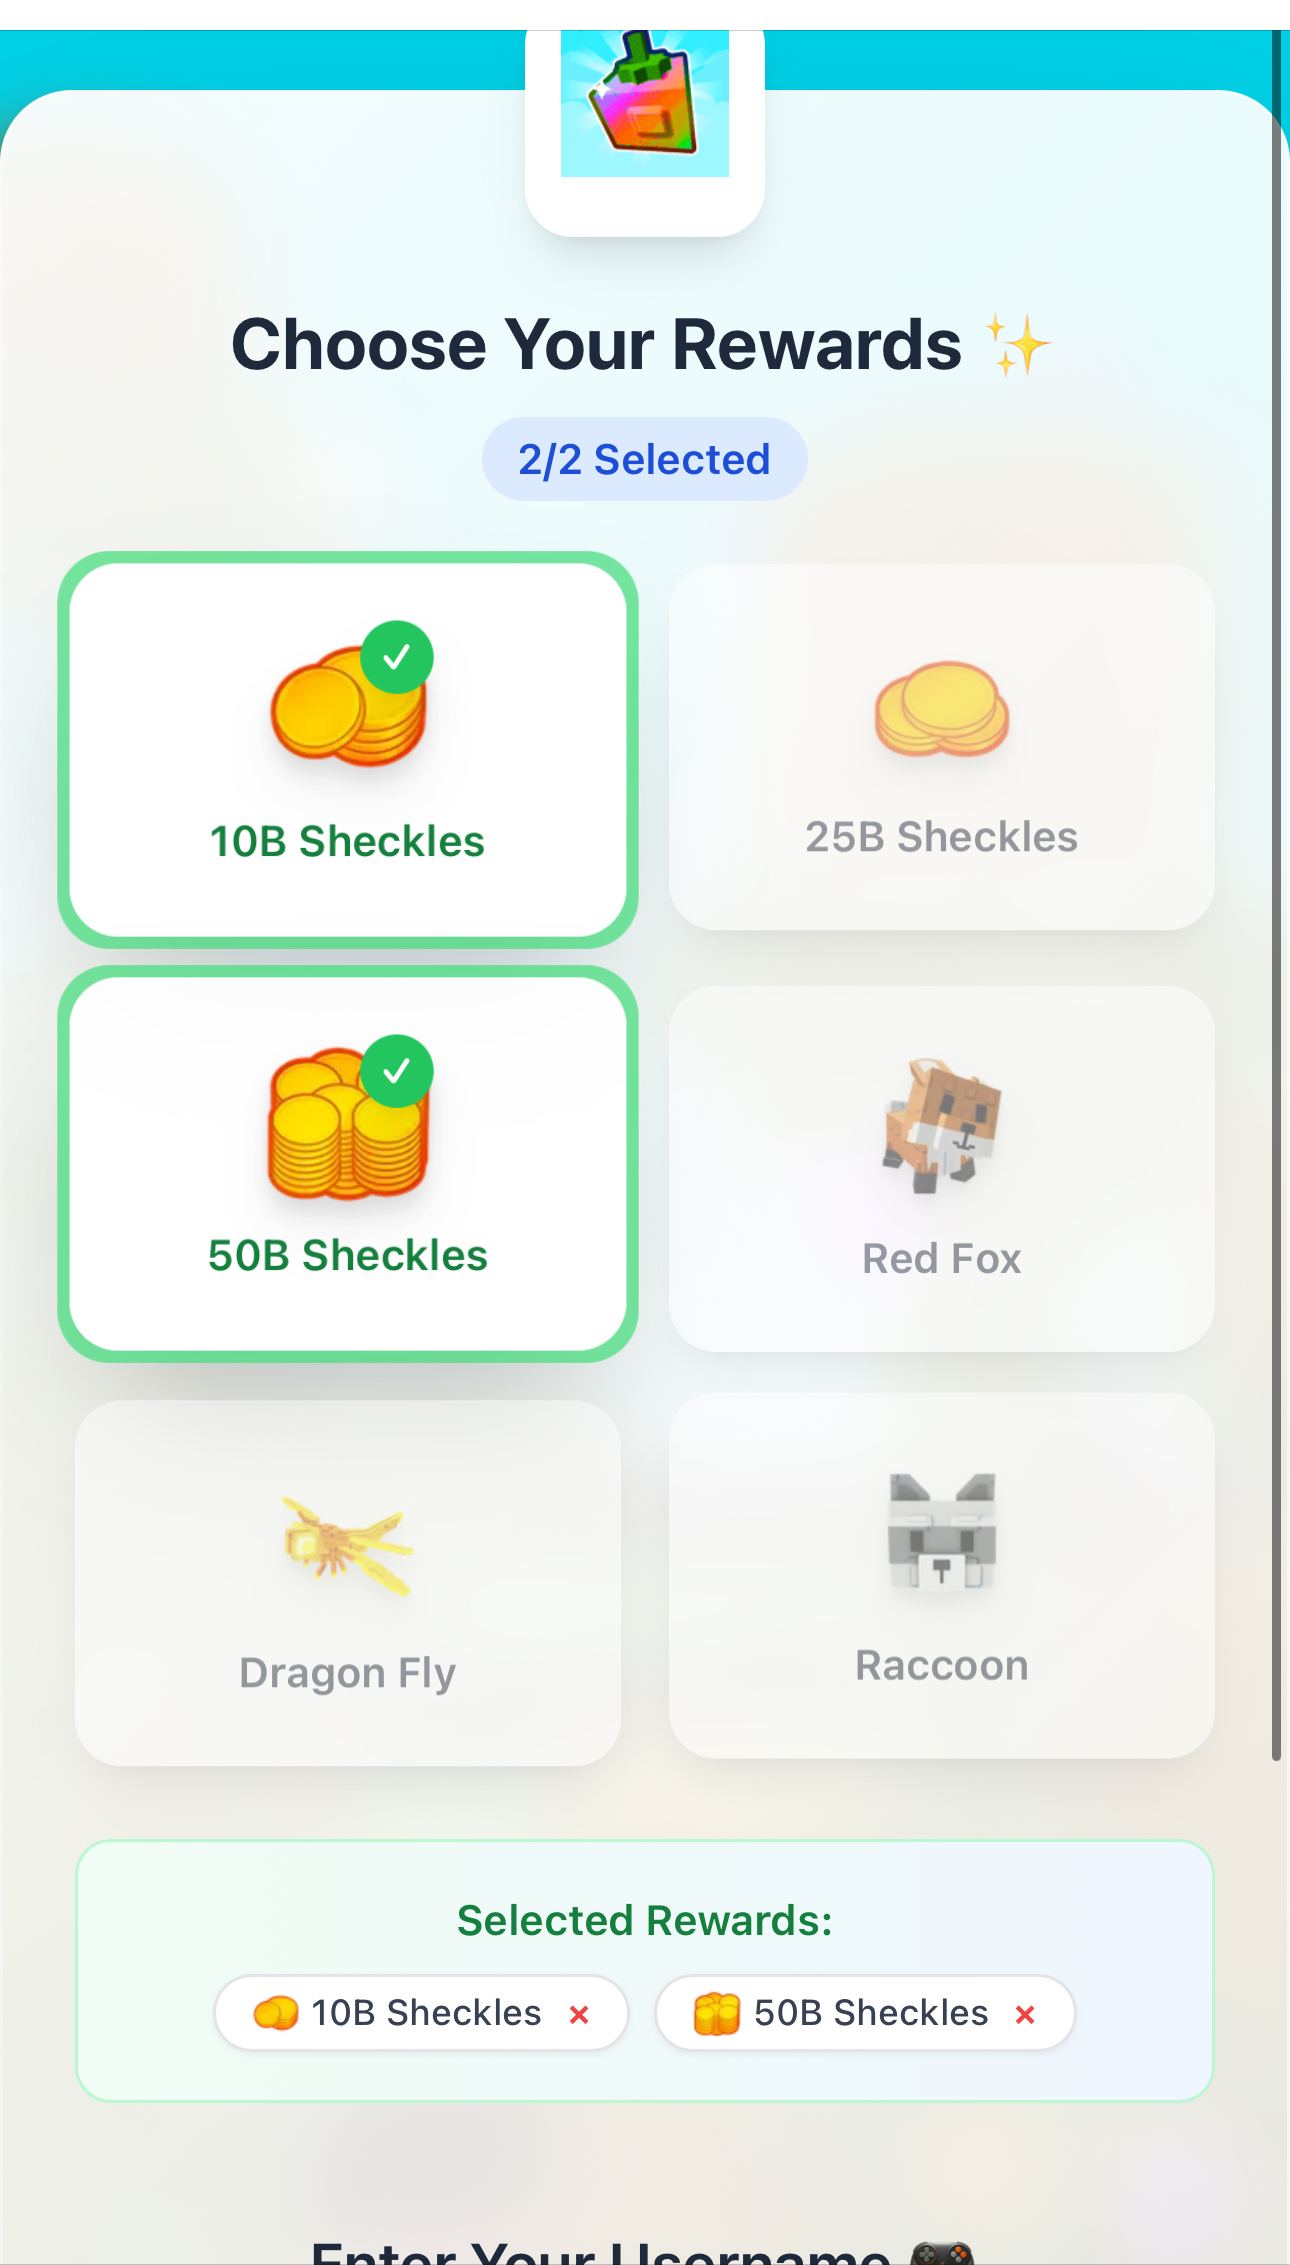 Choose Your Rewards ✨
2/2 Selected
10B Sheckles
25B Sheckles
50B Sheckles
Red Fox
Dragon Fly
Raccoon
Selected Rewards:
10B Sheckles × 50B Sheckles ×
Enter Your Username 🎮